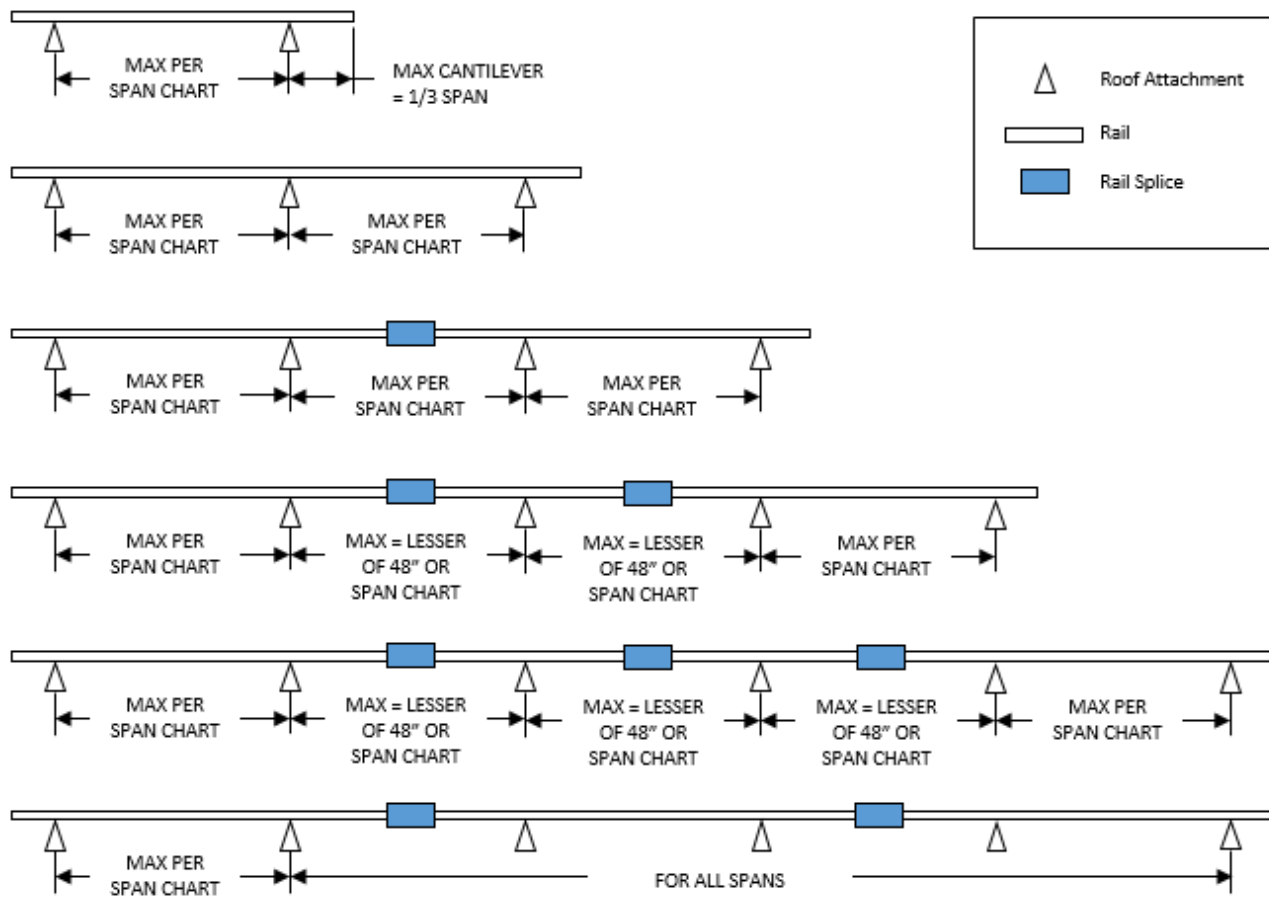 MAX PER
SPAN CHART
MAX CANTILEVER
= 1/3 SPAN
Roof Attachment
Rail
Rail Splice
MAX PER
SPAN CHART
MAX PER
SPAN CHART
MAX PER
SPAN CHART
MAX PER
SPAN CHART
MAX PER
SPAN CHART
MAX PER
SPAN CHART
MAX = LESSER
OF 48" OR
SPAN CHART
MAX = LESSER
OF 48" OR
SPAN CHART
MAX PER
SPAN CHART
MAX PER
SPAN CHART
MAX = LESSER
OF 48" OR
SPAN CHART
MAX = LESSER
OF 48" OR
SPAN CHART
MAX = LESSER
OF 48" OR
SPAN CHART
MAX PER
SPAN CHART
MAX PER
SPAN CHART
FOR ALL SPANS